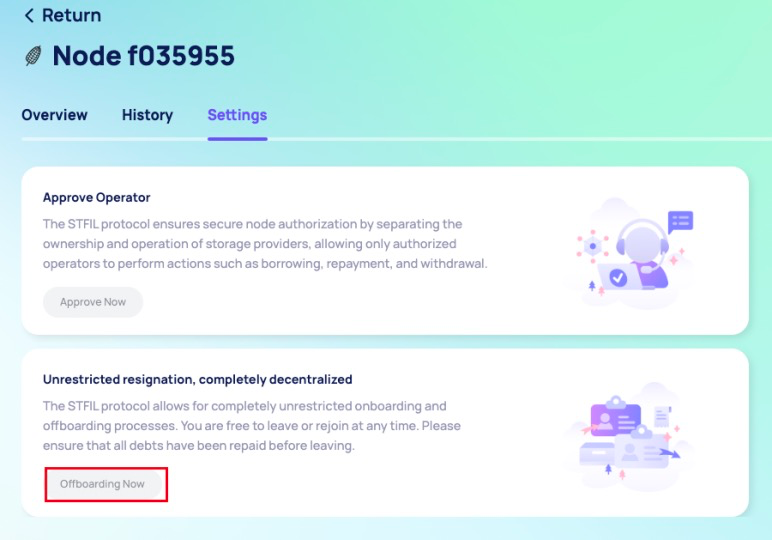 Return
Node f035955
Overview History Settings
Approve Operator
The STFIL protocol ensures secure node authorization by separating the
ownership and operation of storage providers, allowing only authorized
operators to perform actions such as borrowing, repayment, and withdrawal.
Approve Now
Unrestricted resignation, completely decentralized
The STFIL protocol allows for completely unrestricted onboarding and
offboarding processes. You are free to leave or rejoin at any time. Please
ensure that all debts have been repaid before leaving.
Offboarding Now